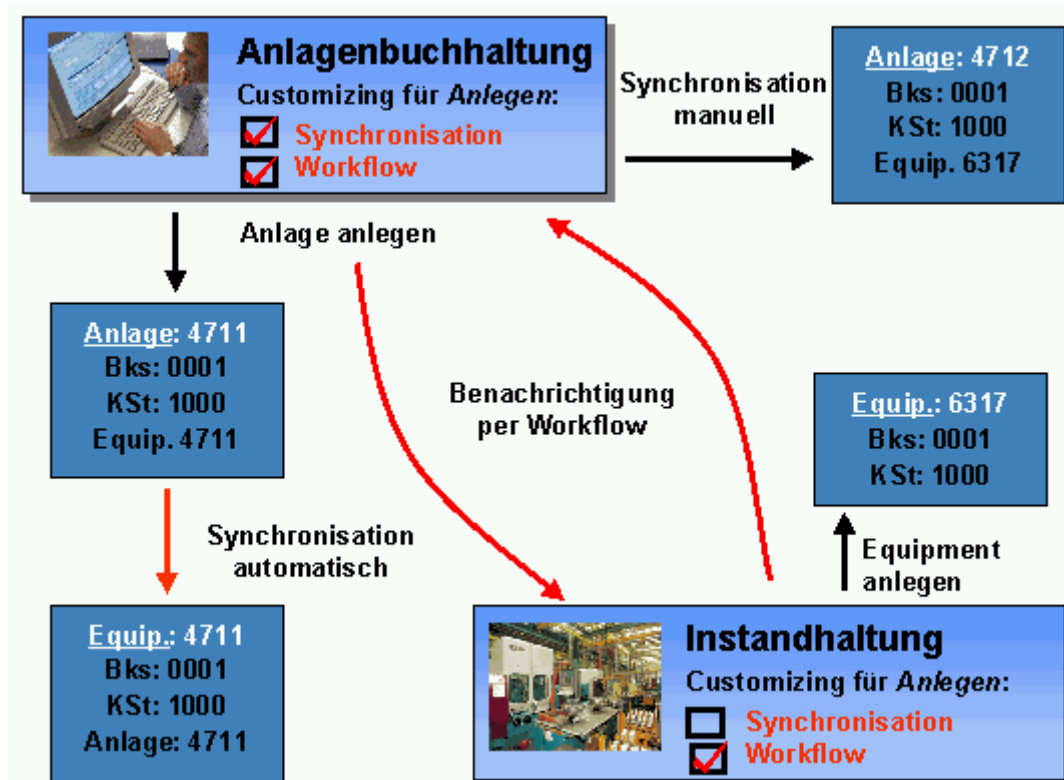 Anlagenbuchhaltung
Customizing für Anlegen:
Synchronisation
Workflow
Synchronisation
manuell
Anlage: 4712
Bks: 0001
KSt: 1000
Equip. 6317
Anlage anlegen
Anlage: 4711
Bks: 0001
KSt: 1000
Equip. 4711
Benachrichtigung
per Workflow
Equip.: 6317
Bks: 0001
KSt: 1000
Synchronisation
automatisch
Equipment
anlegen
Equip.: 4711
Bks: 0001
KSt: 1000
Anlage: 4711
Instandhaltung
Customizing für Anlegen:
Synchronisation
Workflow